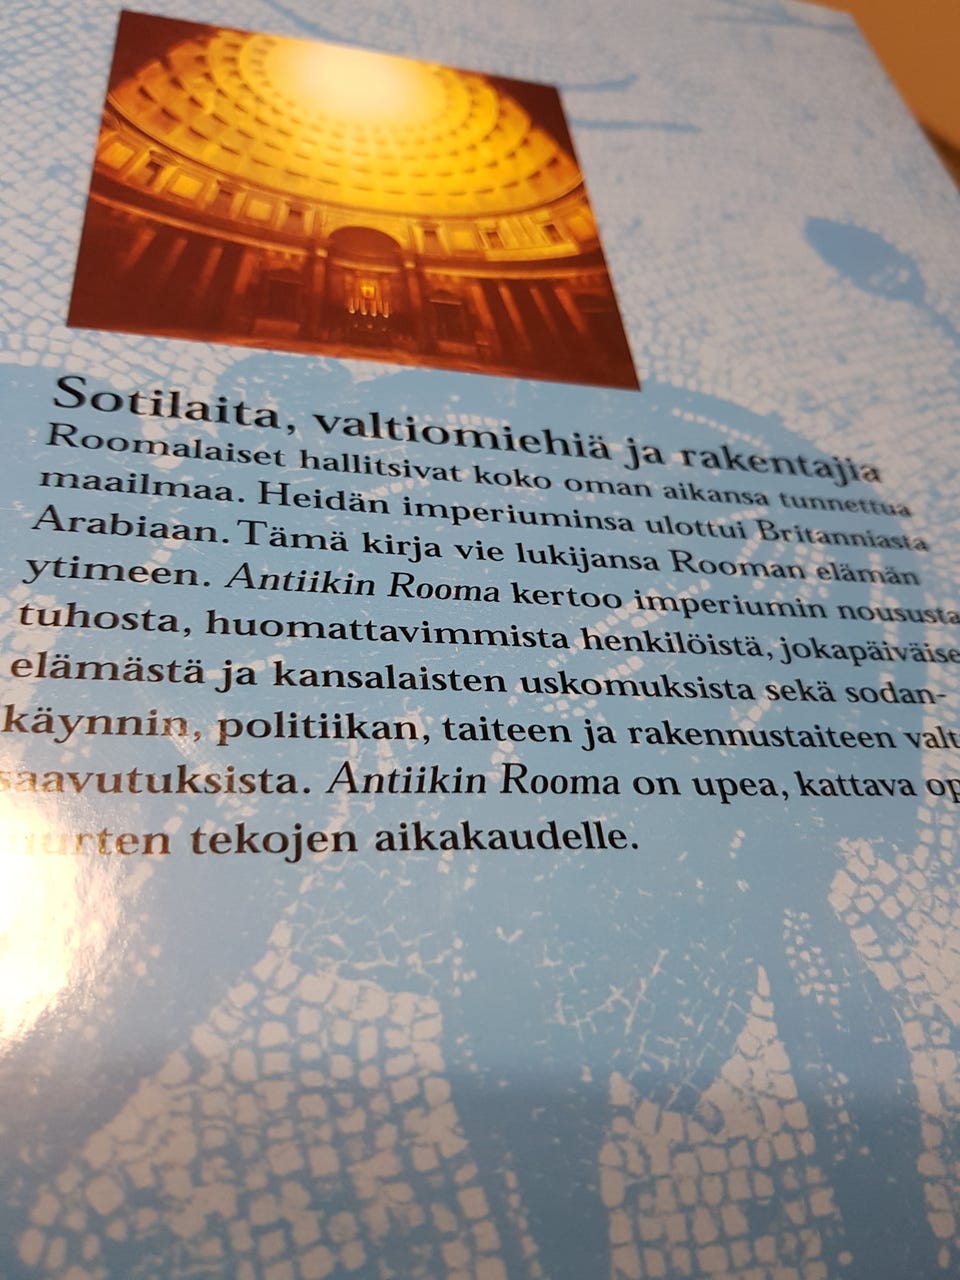 Sotilaita, valtiomiehiä ja rakentajia
Roomalaiset hallitsivat koko oman aikansa tunnettua
maailmaa. Heidän imperiuminsa ulottui Britanniasta
Arabiaan. Tämä kirja vie lukijansa Rooman elämän
ytimeen. Antiikin Rooma kertoo imperiumin noususta
tuhosta, huomattavimmista henkilöistä, jokapäiväise
elämästä ja kansalaisten uskomuksista sekä sodan-
käynnin, politiikan, taiteen ja rakennustaiteen valt
saavutuksista. Antiikin Rooma on upea, kattava op
tekojen aikakaudelle.